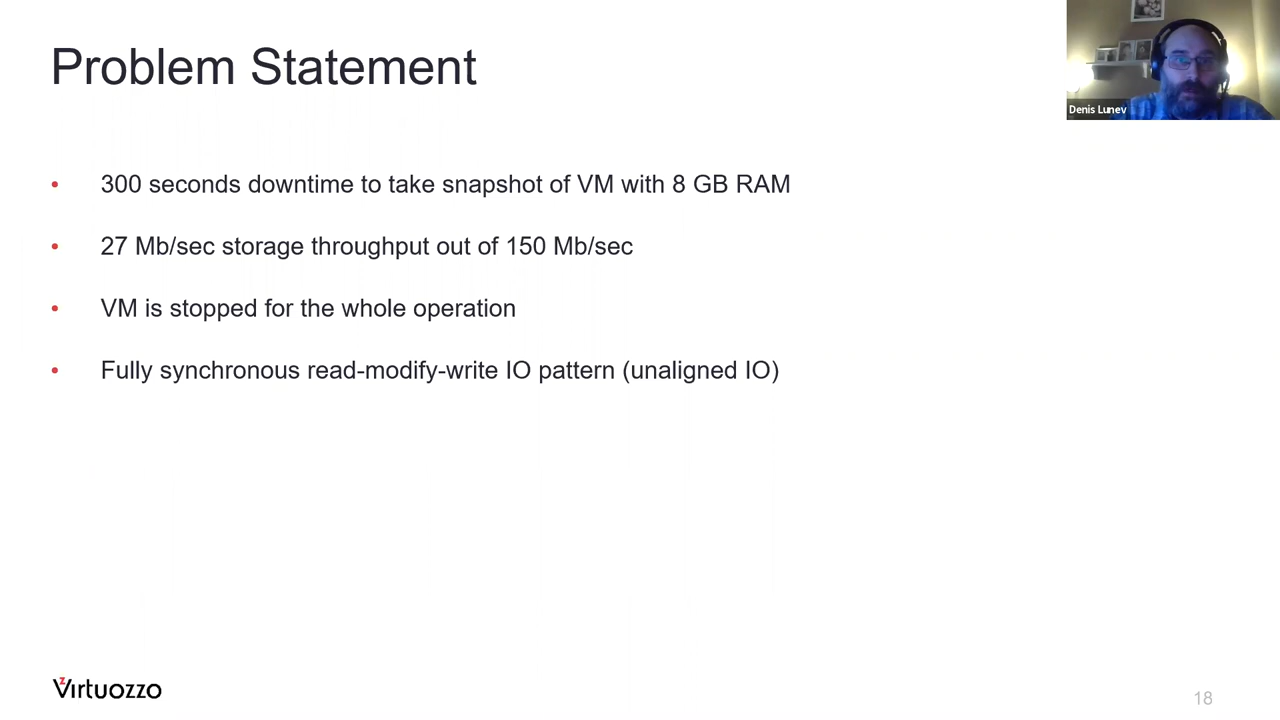 Problem Statement
Denis Lunev
• 300 seconds downtime to take snapshot of VM with 8 GB RAM
• 27 Mb/sec storage throughput out of 150 Mb/sec
• VM is stopped for the whole operation
• Fully synchronous read-modify-write IO pattern (unaligned IO)
Virtuozzo
18